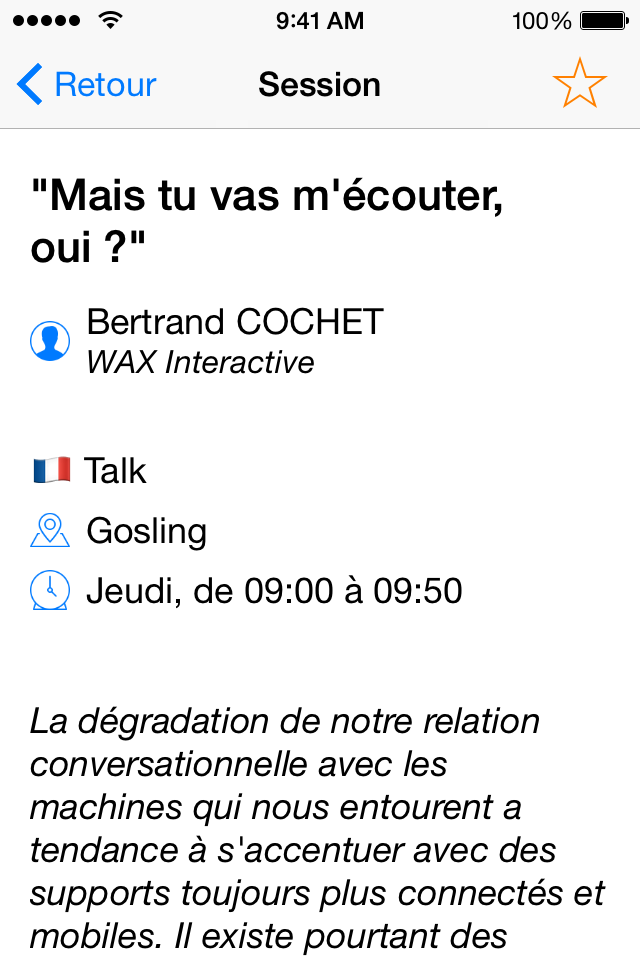 9:41 AM 100%
Retour Session
"Mais tu vas m'écouter,
oui ?"
Bertrand COCHET
WAX Interactive
Talk
Gosling
Jeudi, de 09:00 à 09:50
La dégradation de notre relation
conversationnelle avec les
machines qui nous entourent a
tendance à s'accentuer avec des
supports toujours plus connectés et
mobiles. Il existe pourtant des